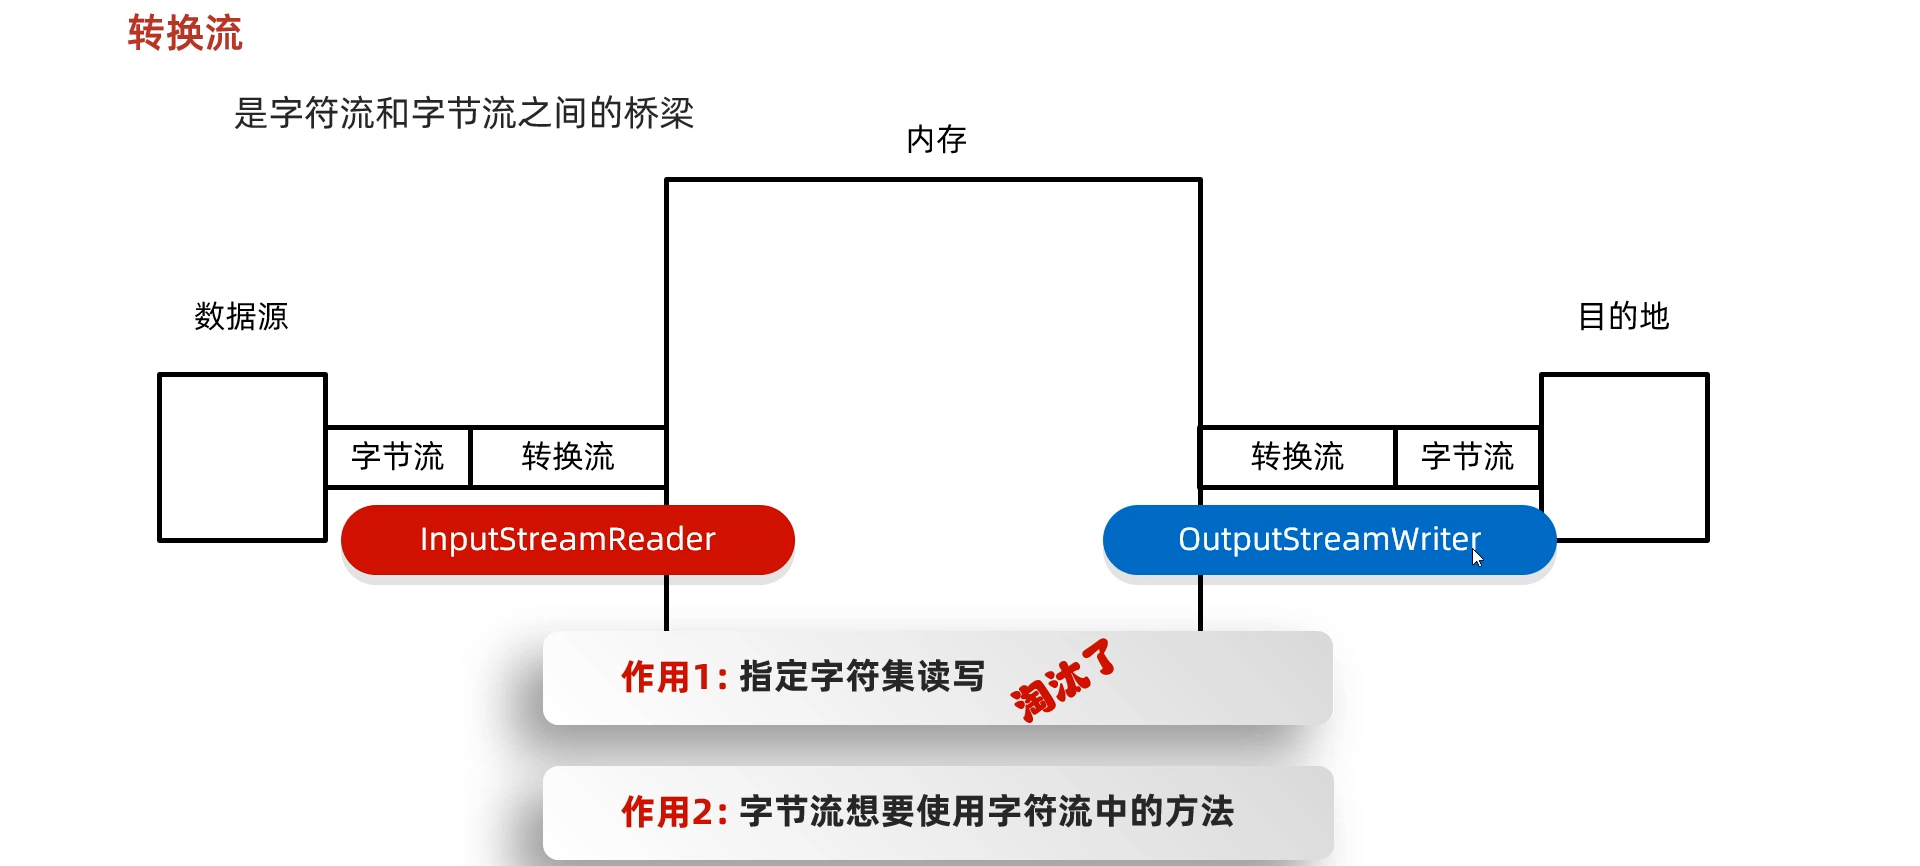 转换流
是字符流和字节流之间的桥梁
内存
数据源
目的地
字节流
转换流
转换流
字节流
InputStreamReader
OutputStreamWriter
作用1:指定字符集读写
淘汰了
作用2:字节流想要使用字符流中的方法